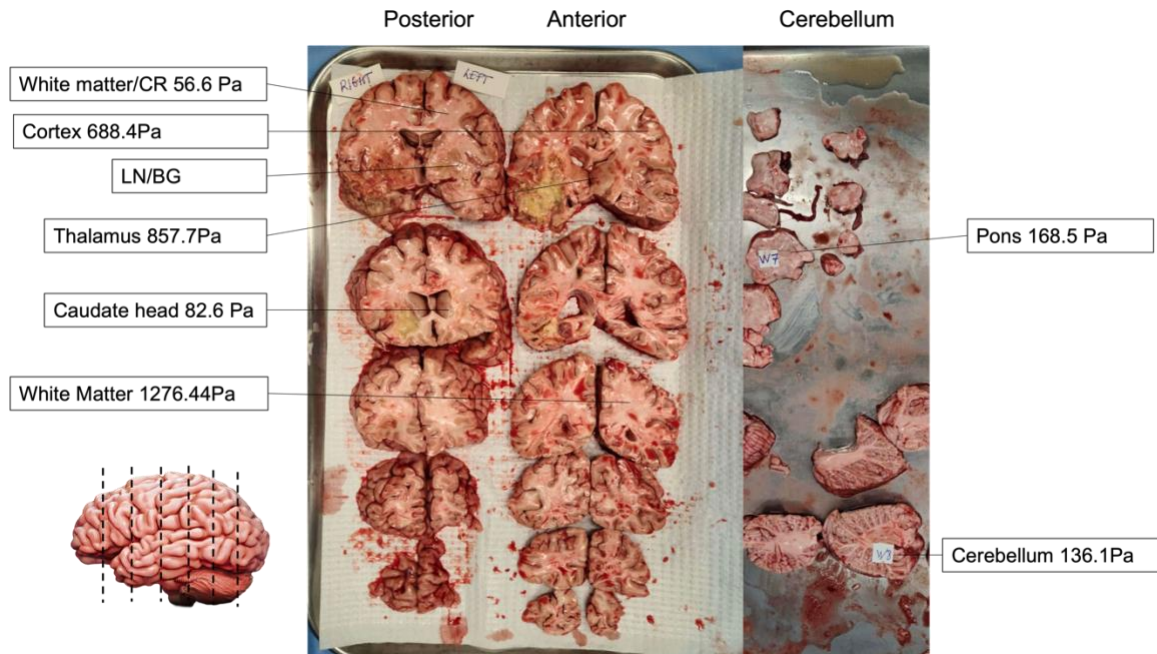 Posterior Anterior Cerebellum
White matter/CR 56.6 Pa
Cortex 688.4Pa
LN/BG
Thalamus 857.7Pa
Caudate head 82.6 Pa
White Matter 1276.44Pa
RIGHT
LEFT
Pons 168.5 Pa
W7
Cerebellum 136.1Pa